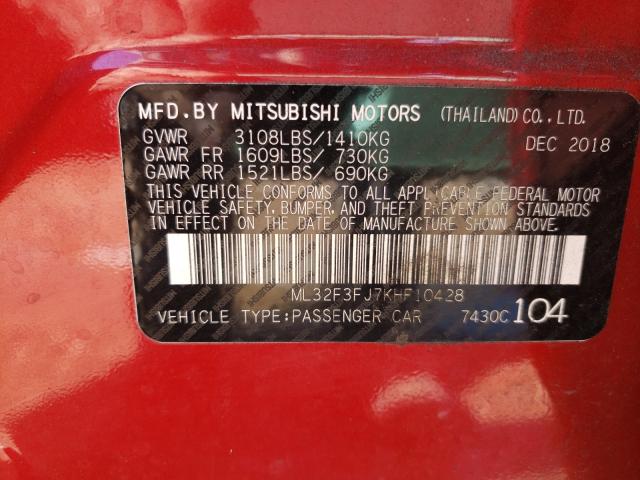 MFD.BY MITSUBISHI MOTORS (THAILAND)CO.,LTD.
GVWR 3108LBS/1410KG DEC 2018
GAWR FR 1609LBS/ 730KG
GAWR RR 1521LBS/ 690KG
THIS VEHICLE CONFORMS TO ALL APPLICABLE FEDERAL MOTOR
VEHICLE SAFETY, BUMPER, AND THEFT PREVENTION STANDARDS
IN EFFECT ON THE DATE OF MANUFACTURE SHOWN ABOVE.
ML32F3FJ7KHF10428
VEHICLE TYPE:PASSENGER CAR 7430C 104